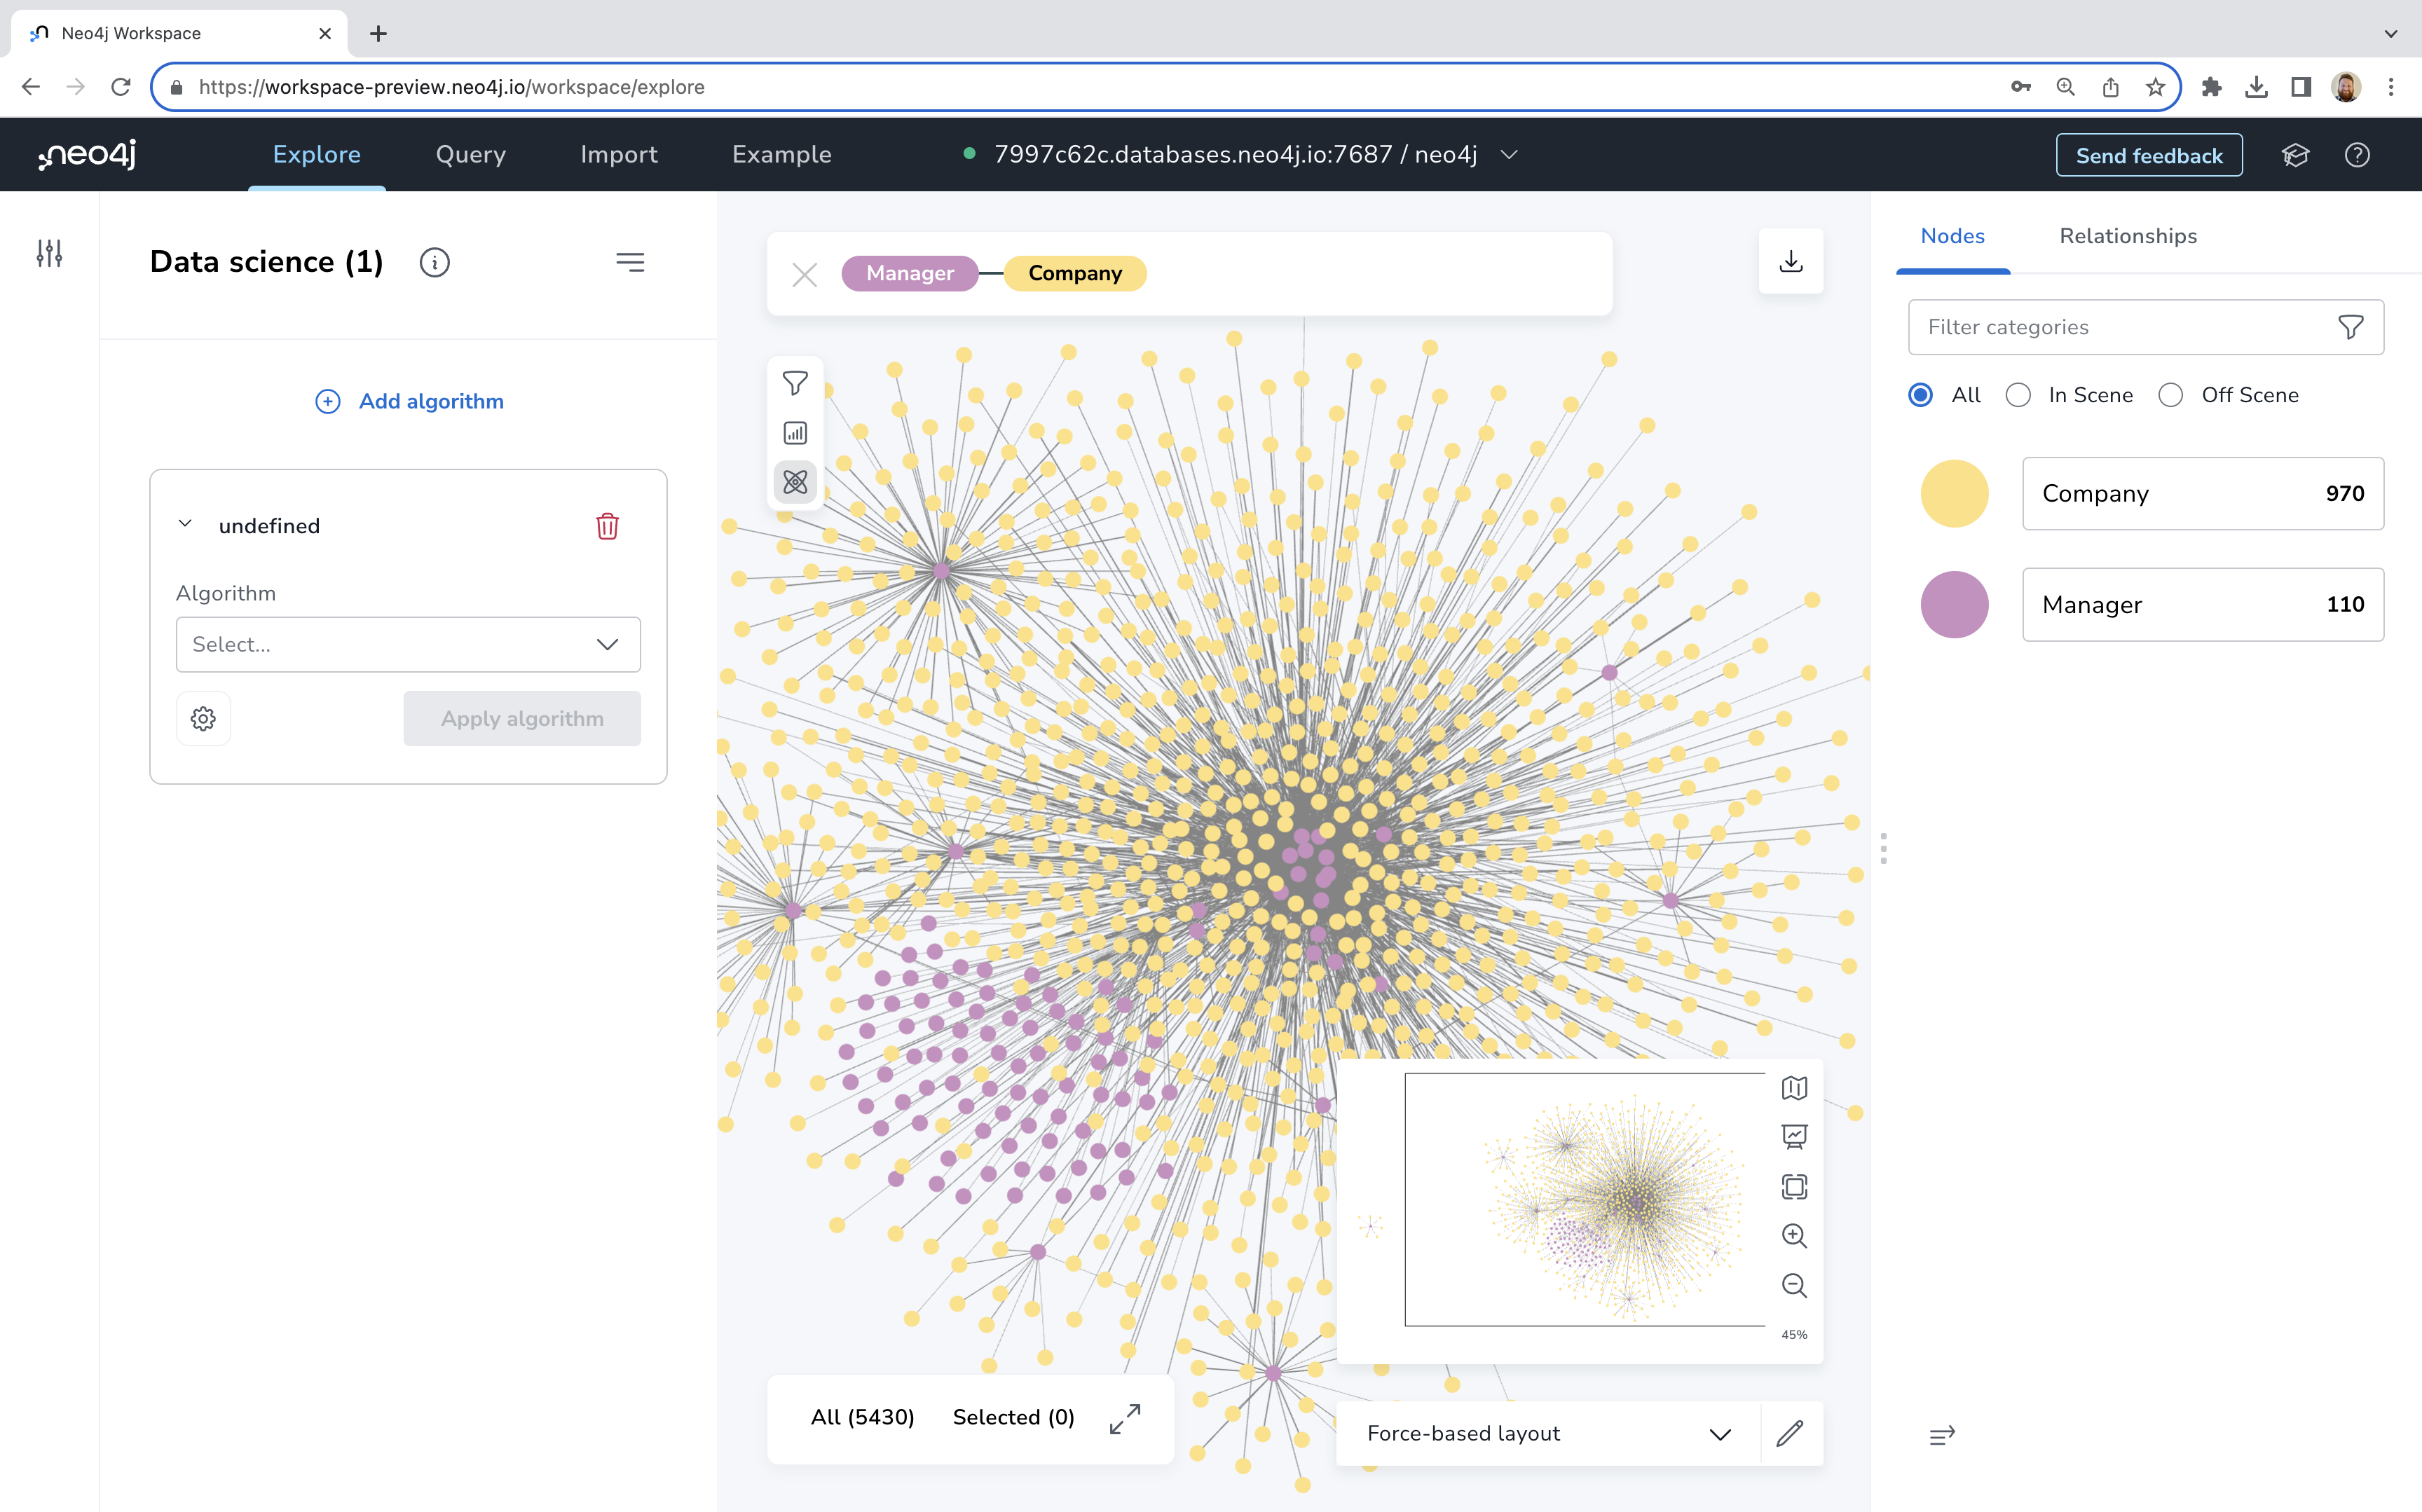 Neo4j Workspace
https://workspace-preview.neo4j.io/workspace/explore
neo4j
Explore
Query
Import
Example
7997c62c.databases.neo4j.io:7687 / neo4j
Send feedback
Data science (1)
Add algorithm
undefined
Algorithm
Select...
Apply algorithm
Manager
Company
All (5430)
Selected (0)
45%
Force-based layout
Nodes
Relationships
Filter categories
All
In Scene
Off Scene
Company 970
Manager 110